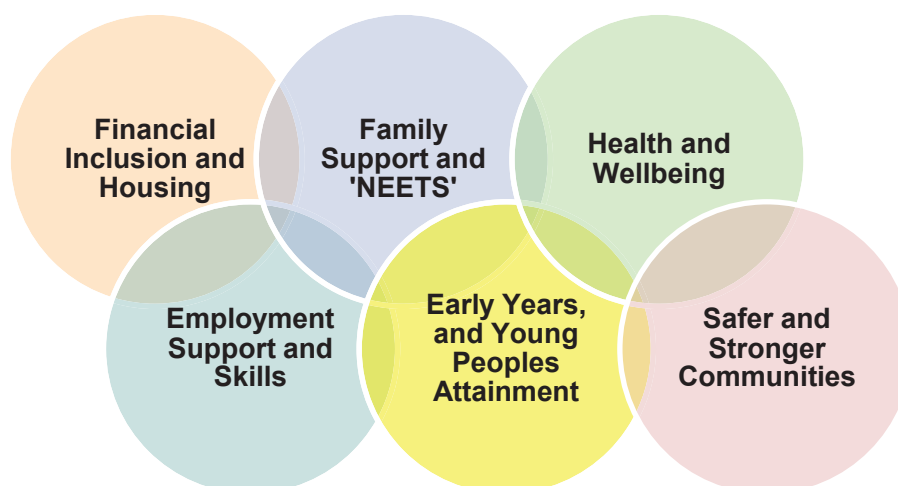 Financial
Inclusion and
Housing
Family
Support and
'NEETS'
Health and
Wellbeing
Employment
Support and
Skills
Early Years,
and Young
Peoples
Attainment
Safer and
Stronger
Communities